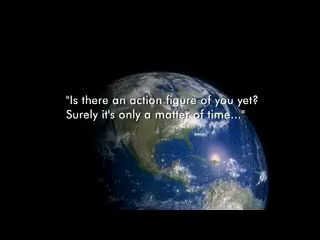 "Is there an action figure of you yet?
Surely it's only a matter of time..."